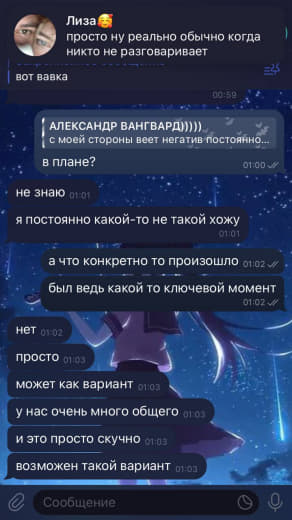 Лиза🥰
просто ну реально обычно когда
никто не разговаривает
вот вавка
00:59
АЛЕКСАНДР ВАНГВАРД)))))
с моей стороны веет негатив постоянно...
в плане?
01:00
не знаю 01:01
я постоянно какой-то не такой хожу
01:01
а что конкретно то произошло 01:02
был ведь какой то ключевой момент
01:02
нет 01:02
просто 01:03
может как вариант 01:03
у нас очень много общего 01:03
и это просто скучно 01:03
возможен такой вариант 01:03
Сообщение